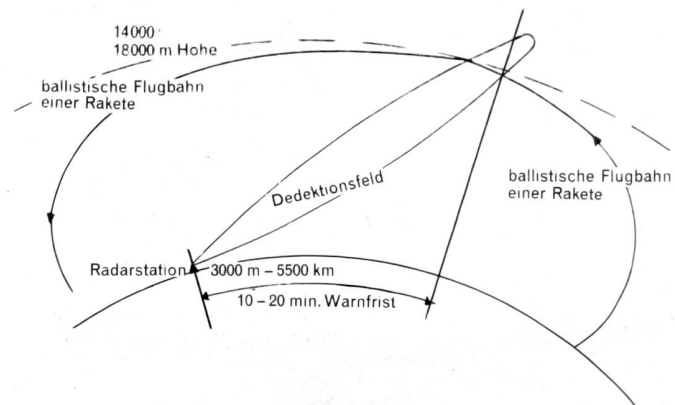 14000
18000 m Hohe
ballistische Flugbahn
einer Rakete
Dedektionsfeld
ballistische Flugbahn
einer Rakete
Radarstation
3000 m – 5500 km
10 – 20 min. Warnfrist